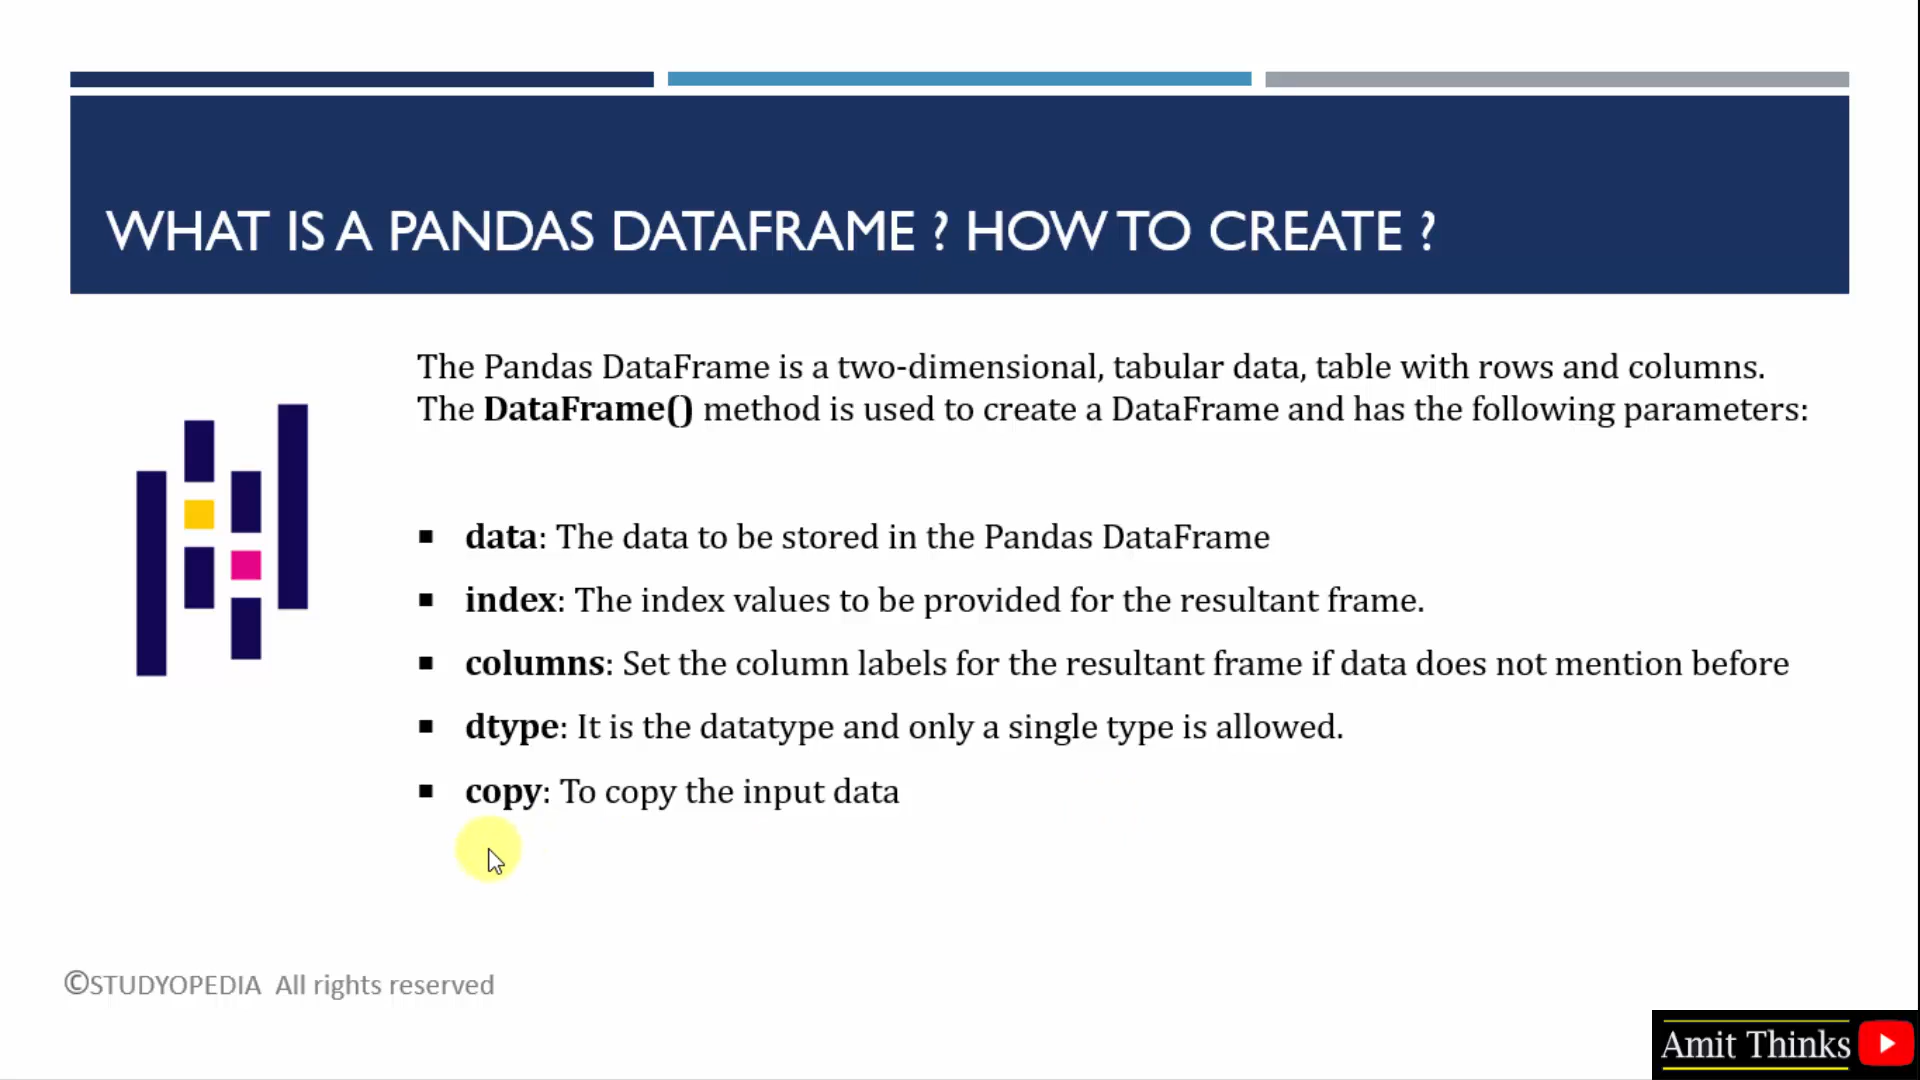 WHAT IS A PANDAS DATAFRAME ? HOW TO CREATE ?
The Pandas DataFrame is a two-dimensional, tabular data, table with rows and columns.
The DataFrame() method is used to create a DataFrame and has the following parameters:
▪ data: The data to be stored in the Pandas DataFrame
▪ index: The index values to be provided for the resultant frame.
▪ columns: Set the column labels for the resultant frame if data does not mention before
▪ dtype: It is the datatype and only a single type is allowed.
▪ copy: To copy the input data
©STUDYOPEDIA All rights reserved
Amit Thinks